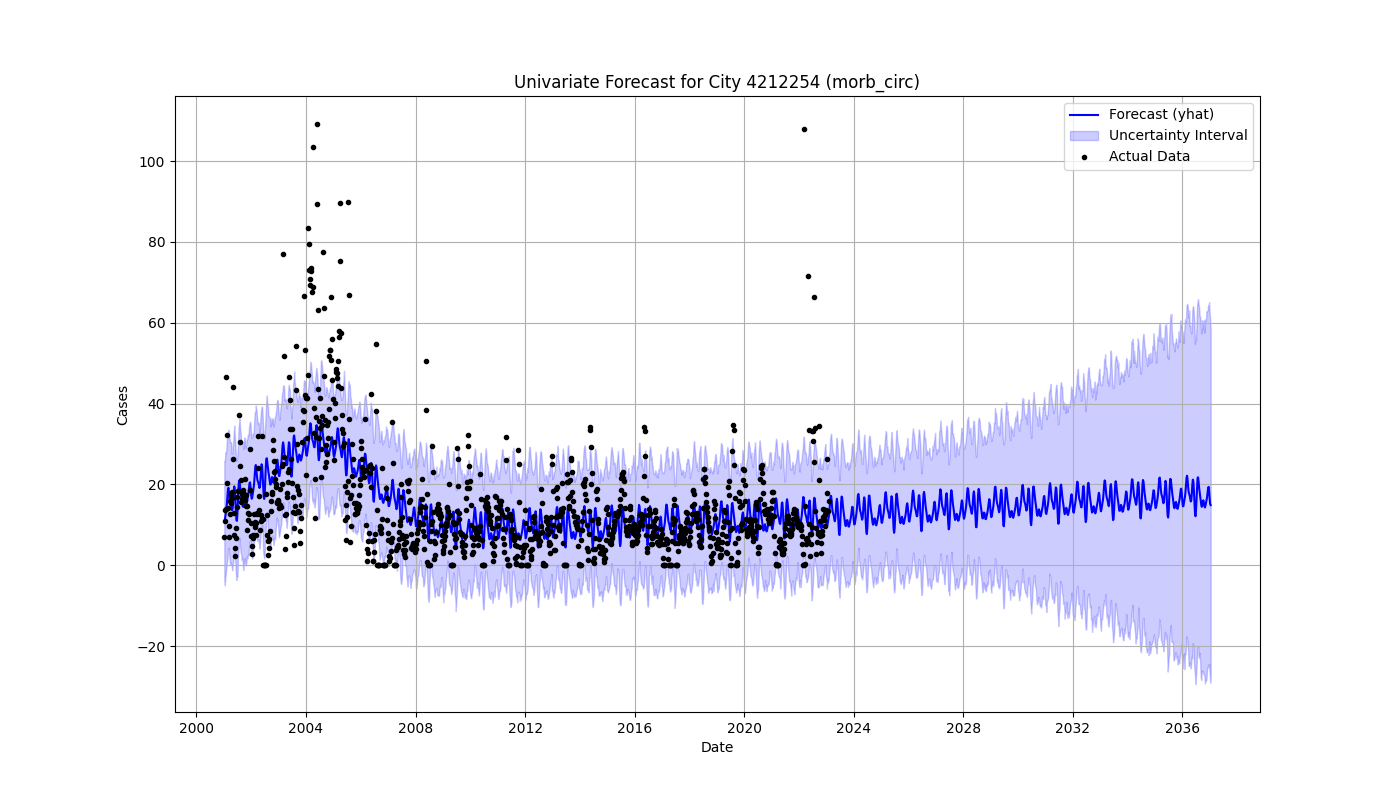 Univariate Forecast for City 4212254 (morb_circ)
Forecast (yhat)
Uncertainty Interval
Actual Data
Cases
100
80
60
40
20
0
−20
2000 2004 2008 2012 2016 2020 2024 2028 2032 2036
Date